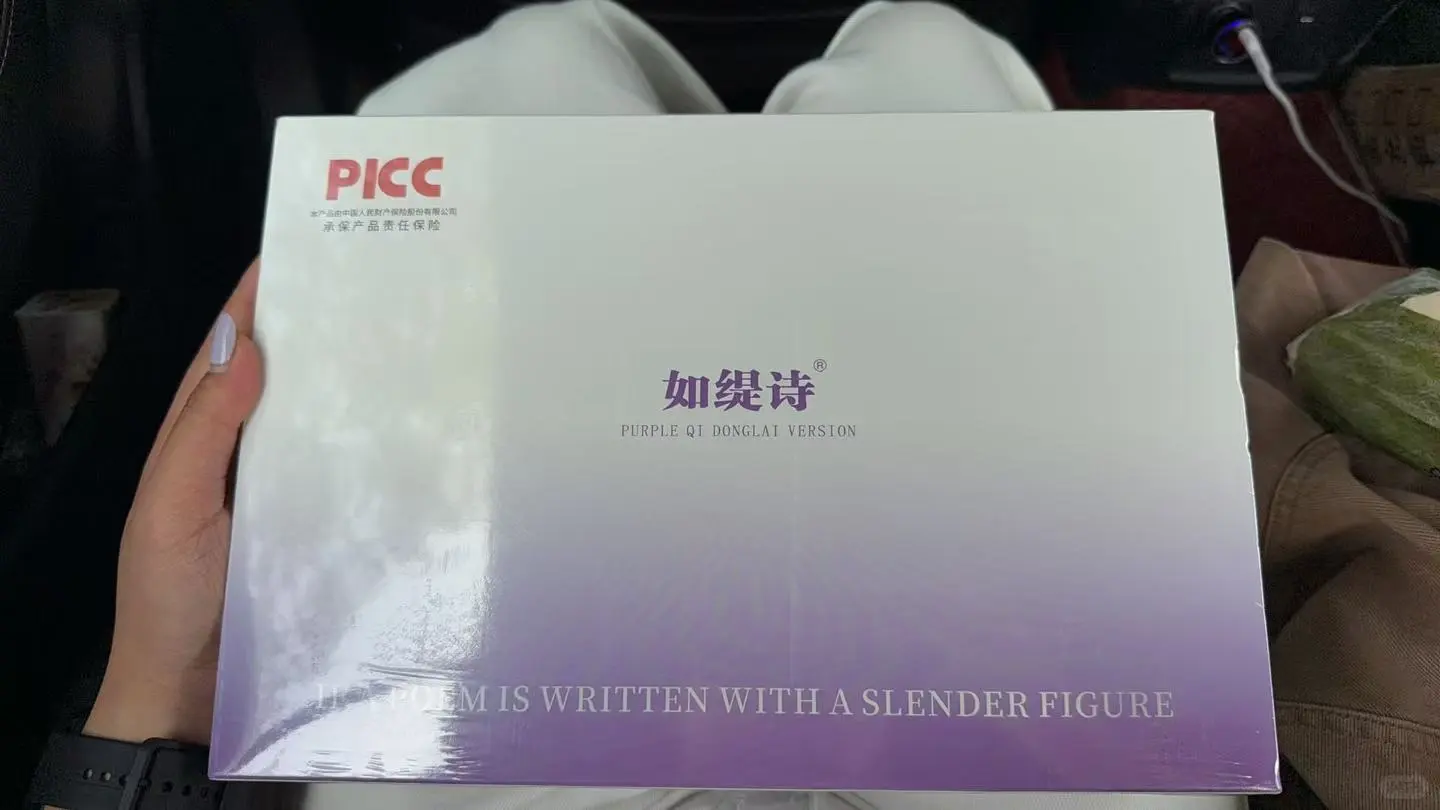 PICC
本产品由中国人民财产保险股份有限公司
承保产品责任保险
如缇诗®
PURPLE QI DONGLAI VERSION
IF A POEM IS WRITTEN WITH A SLENDER FIGURE